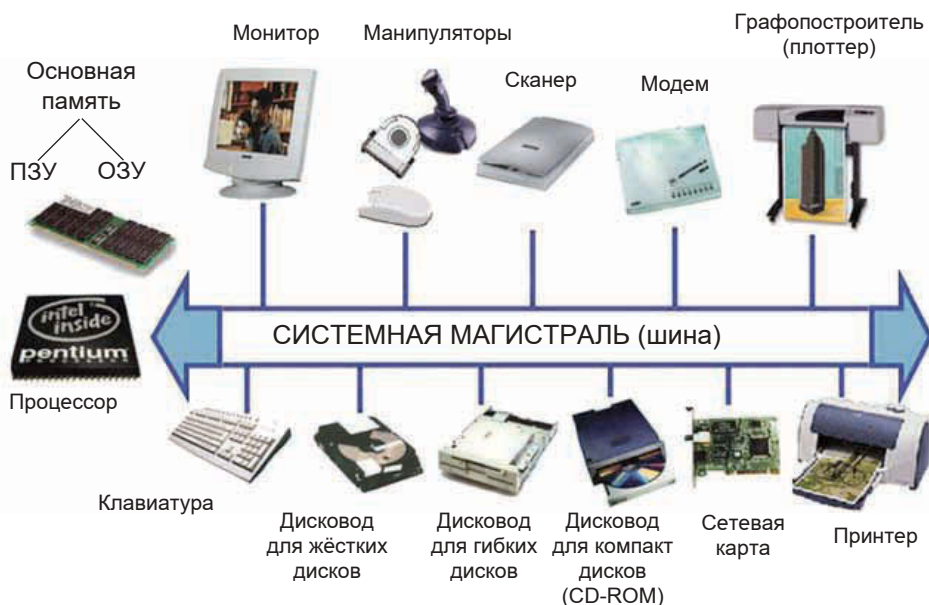 Монитор
Манипуляторы
Графопостроитель
(плоттер)
Основная
память
Сканер
Модем
ПЗУ ОЗУ
intel
inside
pentium
СИСТЕМНАЯ МАГИСТРАЛЬ (шина)
Процессор
Клавиатура
Дисковод
для жёстких
дисков
Дисковод
для гибких
дисков
Дисковод
для компакт
дисков
(CD-ROM)
Сетевая
карта
Принтер